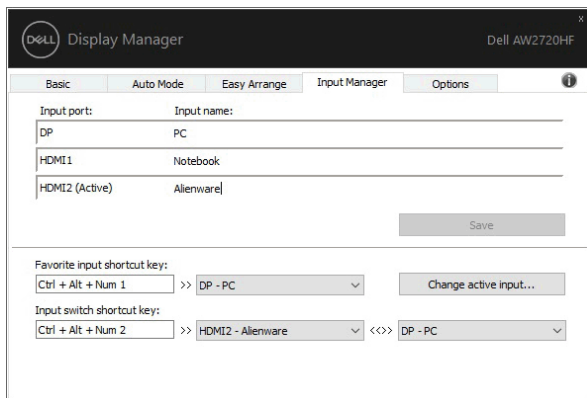 DELL Display Manager Dell AW2720HF
Basic Auto Mode Easy Arrange Input Manager Options
Input port: Input name:
DP PC
HDMI1 Notebook
HDMI2 (Active) Alienware
Save
Favorite input shortcut key:
Ctrl + Alt + Num 1 >> DP - PC Change active input...
Input switch shortcut key:
Ctrl + Alt + Num 2 >> HDMI2 - Alienware <<>> DP - PC